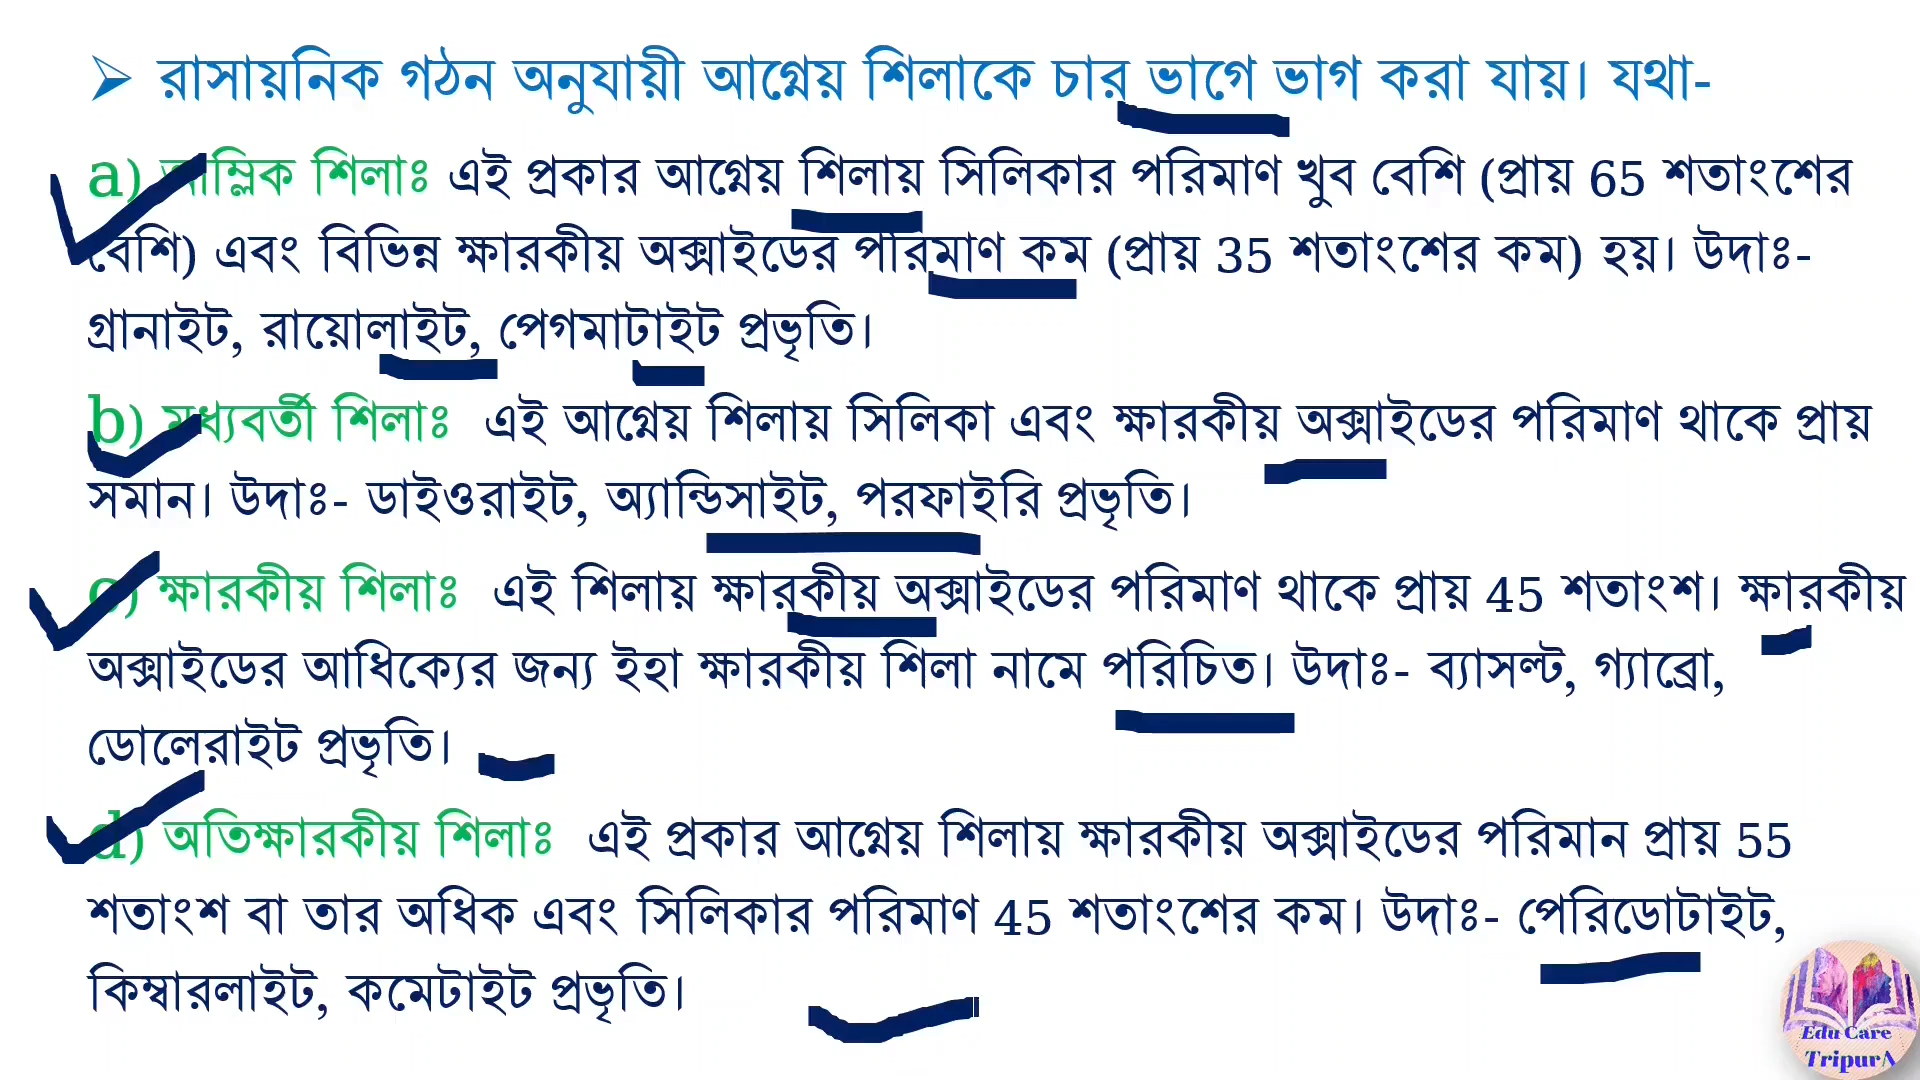 ➢ রাসায়নিক গঠন অনুযায়ী আগ্নেয় শিলাকে চার ভাগে ভাগ করা যায়। যথা-
a) আম্লিক শিলাঃ এই প্রকার আগ্নেয় শিলায় সিলিকার পরিমাণ খুব বেশি (প্রায় 65 শতাংশের
বেশি) এবং বিভিন্ন ক্ষারকীয় অক্সাইডের পরিমাণ কম (প্রায় 35 শতাংশের কম) হয়। উদাঃ-
গ্রানাইট, রায়োলাইট, পেগমাটাইট প্রভৃতি।
b) মধ্যবর্তী শিলাঃ এই আগ্নেয় শিলায় সিলিকা এবং ক্ষারকীয় অক্সাইডের পরিমাণ থাকে প্রায়
সমান। উদাঃ- ডাইওরাইট, অ্যান্ডিসাইট, পরফাইরি প্রভৃতি।
c) ক্ষারকীয় শিলাঃ এই শিলায় ক্ষারকীয় অক্সাইডের পরিমাণ থাকে প্রায় 45 শতাংশ। ক্ষারকীয়
অক্সাইডের আধিক্যের জন্য ইহা ক্ষারকীয় শিলা নামে পরিচিত। উদাঃ- ব্যাসল্ট, গ্যাব্রো,
ডোলেরাইট প্রভৃতি।
d) অতিক্ষারকীয় শিলাঃ এই প্রকার আগ্নেয় শিলায় ক্ষারকীয় অক্সাইডের পরিমান প্রায় 55
শতাংশ বা তার অধিক এবং সিলিকার পরিমাণ 45 শতাংশের কম। উদাঃ- পেরিডোটাইট,
কিম্বারলাইট, কমেটাইট প্রভৃতি।
Edu Care
TripurA